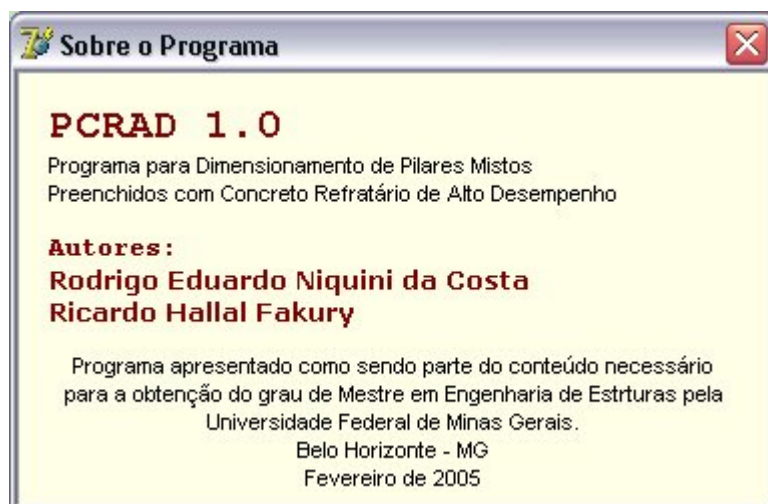 Sobre o Programa
PCRAD 1.0
Programa para Dimensionamento de Pilares Mistos
Preenchidos com Concreto Refratário de Alto Desempenho
Autores:
Rodrigo Eduardo Niquini da Costa
Ricardo Hallal Fakury
Programa apresentado como sendo parte do conteúdo necessário
para a obtenção do grau de Mestre em Engenharia de Estrturas pela
Universidade Federal de Minas Gerais.
Belo Horizonte - MG
Fevereiro de 2005